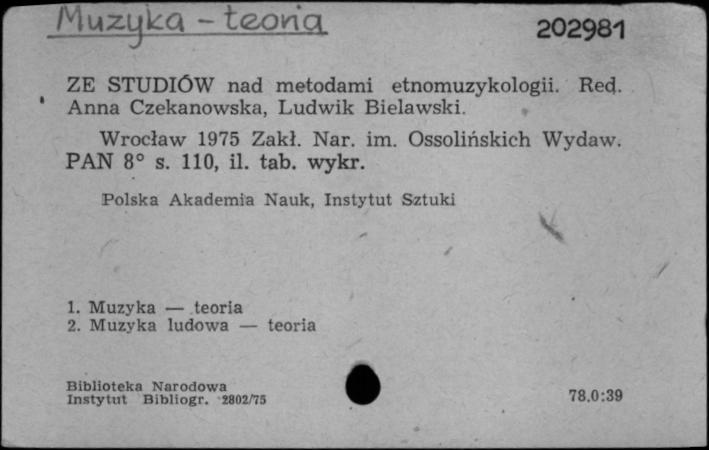 Muzyka - teoria
202981
ZE STUDIÓW nad metodami etnomuzykologii. Red.
Anna Czekanowska, Ludwik Bielawski.
Wrocław 1975 Zakł. Nar. im. Ossolińskich Wydaw.
PAN 8° s. 110, il. tab. wykr.
Polska Akademia Nauk, Instytut Sztuki
1. Muzyka — teoria
2. Muzyka ludowa — teoria
Biblioteka Narodowa
Instytut Bibliogr. 2802/75
78.0:39